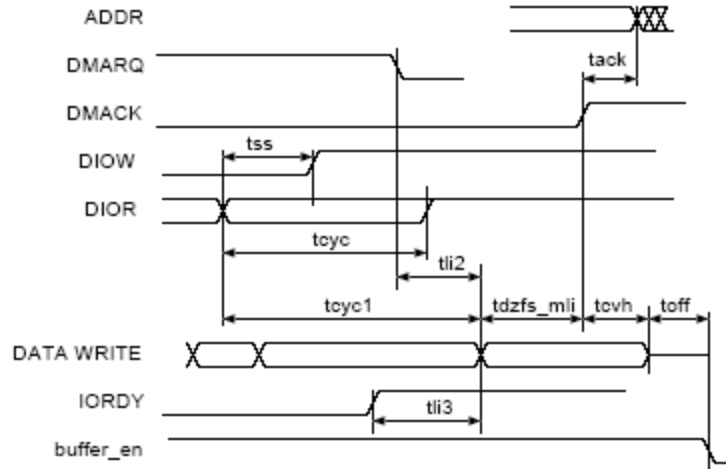 ADDR
tack
DMARQ
DMACK
tss
DIOW
DIOR
tcyc
tli2
tcyc1 tdzfs_mli tcvh toff
DATA WRITE
IORDY
tli3
buffer_en